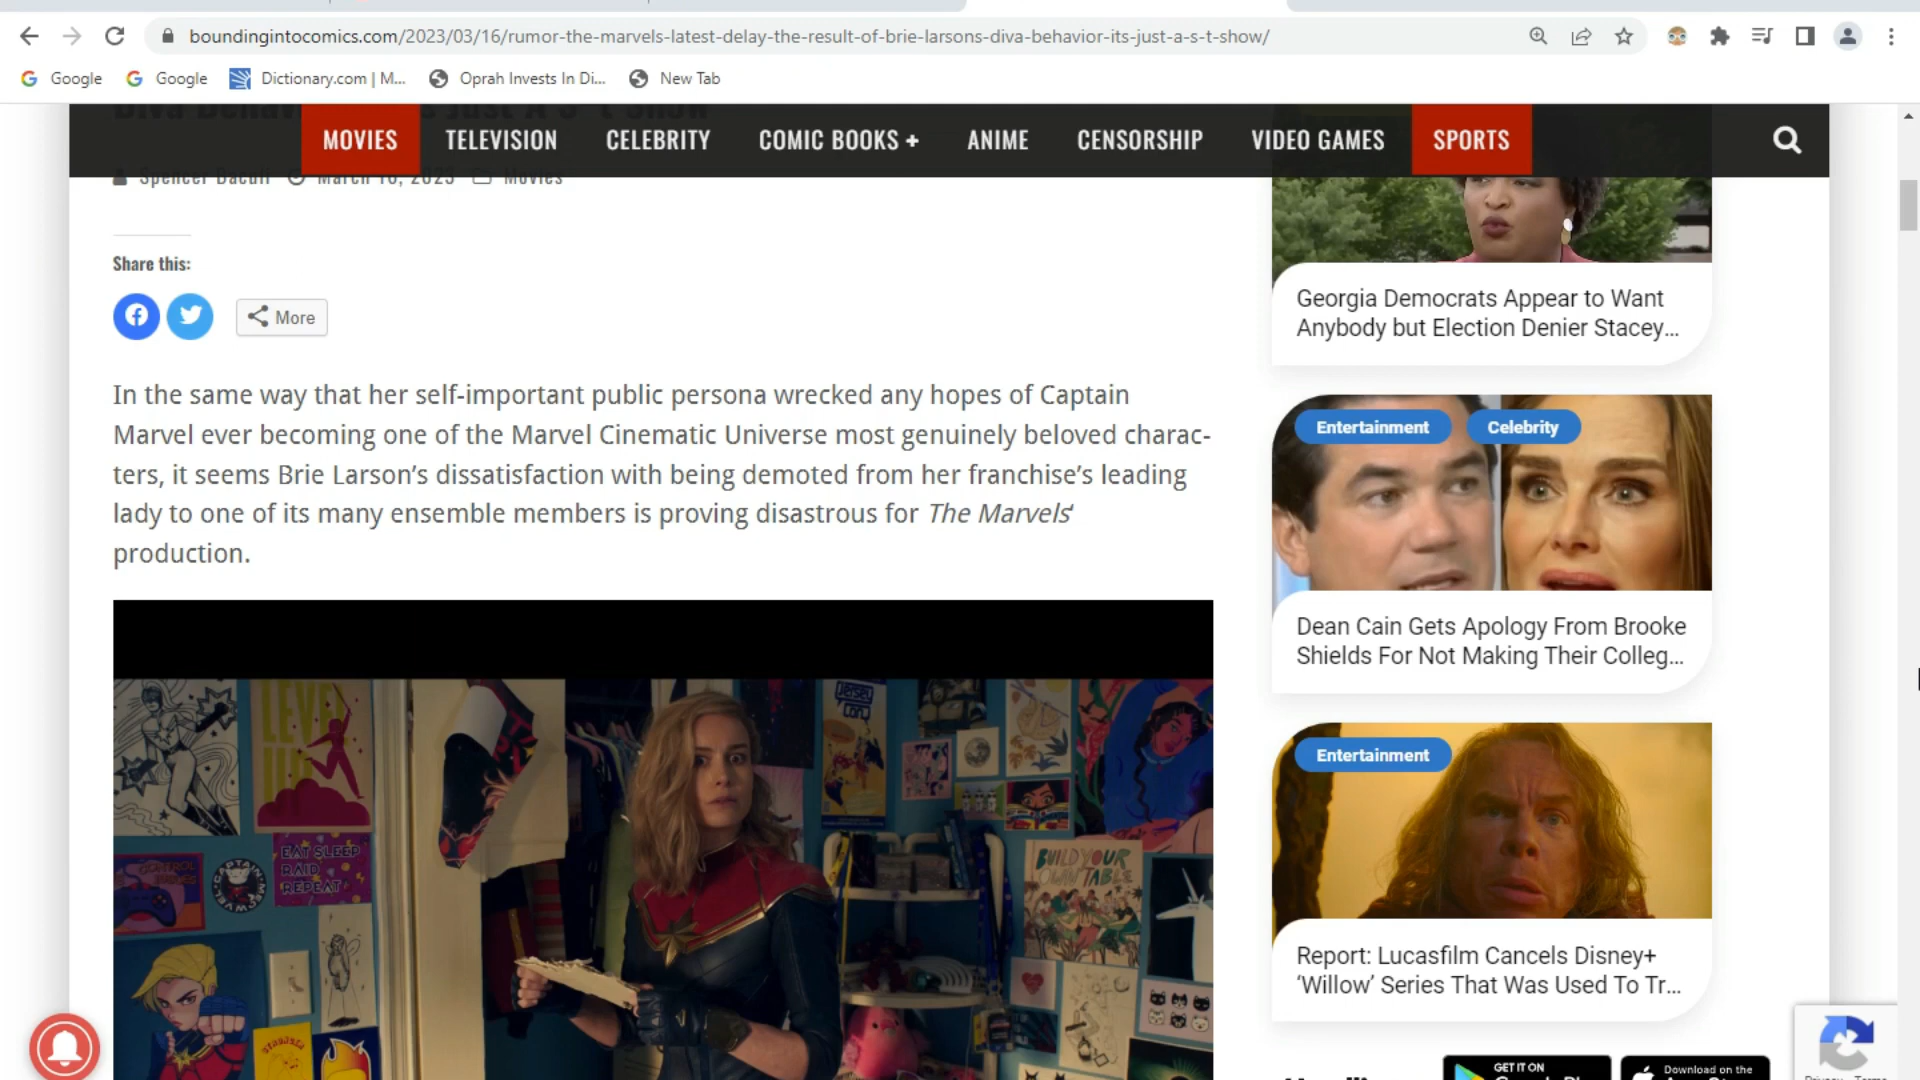 boundingintocomics.com/2023/03/16/rumor-the-marvels-latest-delay-the-result-of-brie-larsons-diva-behavior-its-just-a-s-t-show/
Google
Google
Dictionary.com | M...
Oprah Invests In Di...
New Tab
MOVIES
TELEVISION
CELEBRITY
COMIC BOOKS +
ANIME
CENSORSHIP
VIDEO GAMES
SPORTS
March 16, 2023
Movies
Share this:
More
In the same way that her self-important public persona wrecked any hopes of Captain
Marvel ever becoming one of the Marvel Cinematic Universe most genuinely beloved charac-
ters, it seems Brie Larson's dissatisfaction with being demoted from her franchise's leading
lady to one of its many ensemble members is proving disastrous for The Marvels'
production.
LEVEL
EAT SLEEP
RAID
REPEAT
JERSEY
CON
BUILD YOUR
OWN TABLE
Georgia Democrats Appear to Want
Anybody but Election Denier Stacey...
Entertainment
Celebrity
Dean Cain Gets Apology From Brooke
Shields For Not Making Their Colleg...
Entertainment
Report: Lucasfilm Cancels Disney+
'Willow' Series That Was Used To Tr...
GET IT ON
Download on the